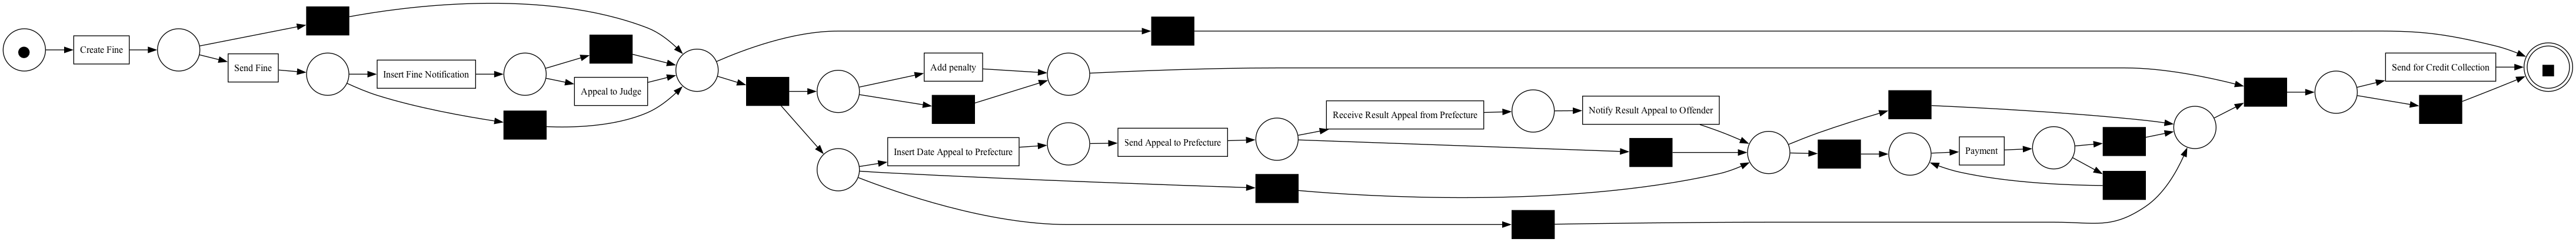 Create Fine
Send Fine
Insert Fine Notification
Appeal to Judge
Add penalty
Insert Date Appeal to Prefecture
Send Appeal to Prefecture
Receive Result Appeal from Prefecture
Notify Result Appeal to Offender
Payment
Send for Credit Collection